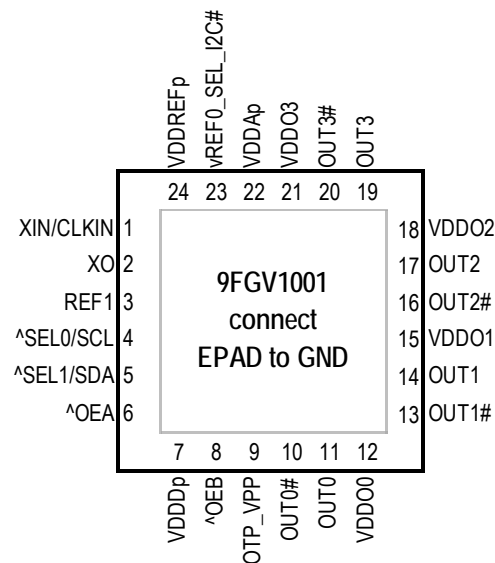 VDDREFp
vREF0_SEL_I2C#
VDDAp
VDDO3
OUT3#
OUT3
24 23 22 21 20 19
XIN/CLKIN 1
XO 2
REF1 3
^SEL0/SCL 4
^SEL1/SDA 5
^OEA 6
9FGV1001
connect
EPAD to GND
18 VDDO2
17 OUT2
16 OUT2#
15 VDDO1
14 OUT1
13 OUT1#
7 8 9 10 11 12
VDDDp
^OEB
OTP_VPP
OUT0#
OUT0
VDDO0